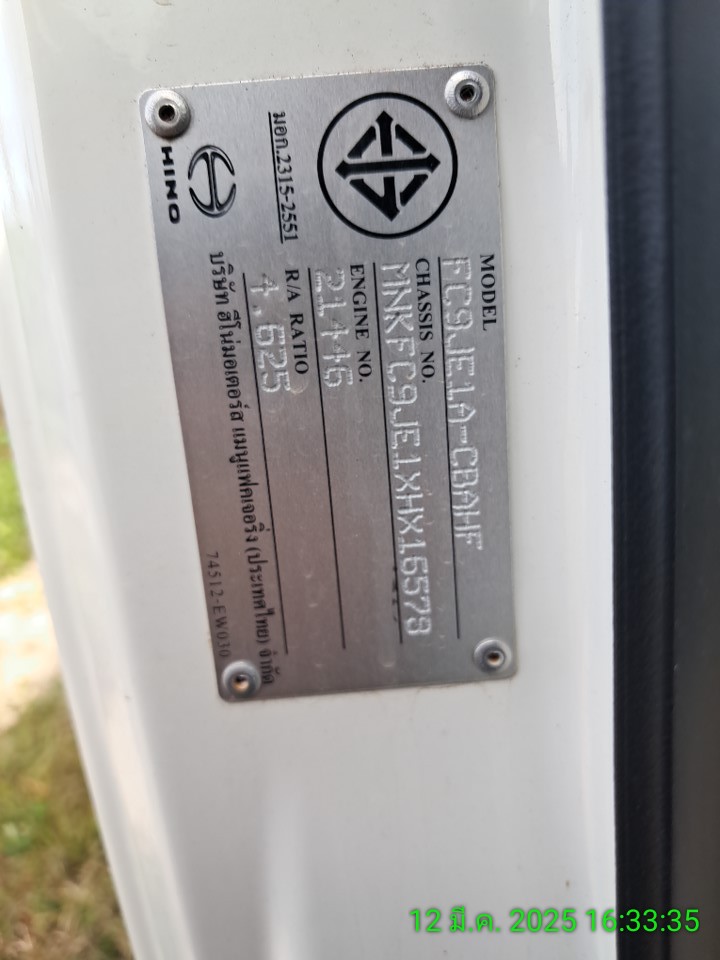 HINO
มอก.2315-2551
MODEL
FC9JE1A-CBAHF
CHASSIS NO.
MNKFC9JE1XHX16578
ENGINE NO.
21446
R/A RATIO
4.625
บริษัท ฮีโน่มอเตอร์ส แมนูแฟคเจอริ่ง (ประเทศไทย) จำกัด
74512-EW030
12 มี.ค. 2025 16:33:35